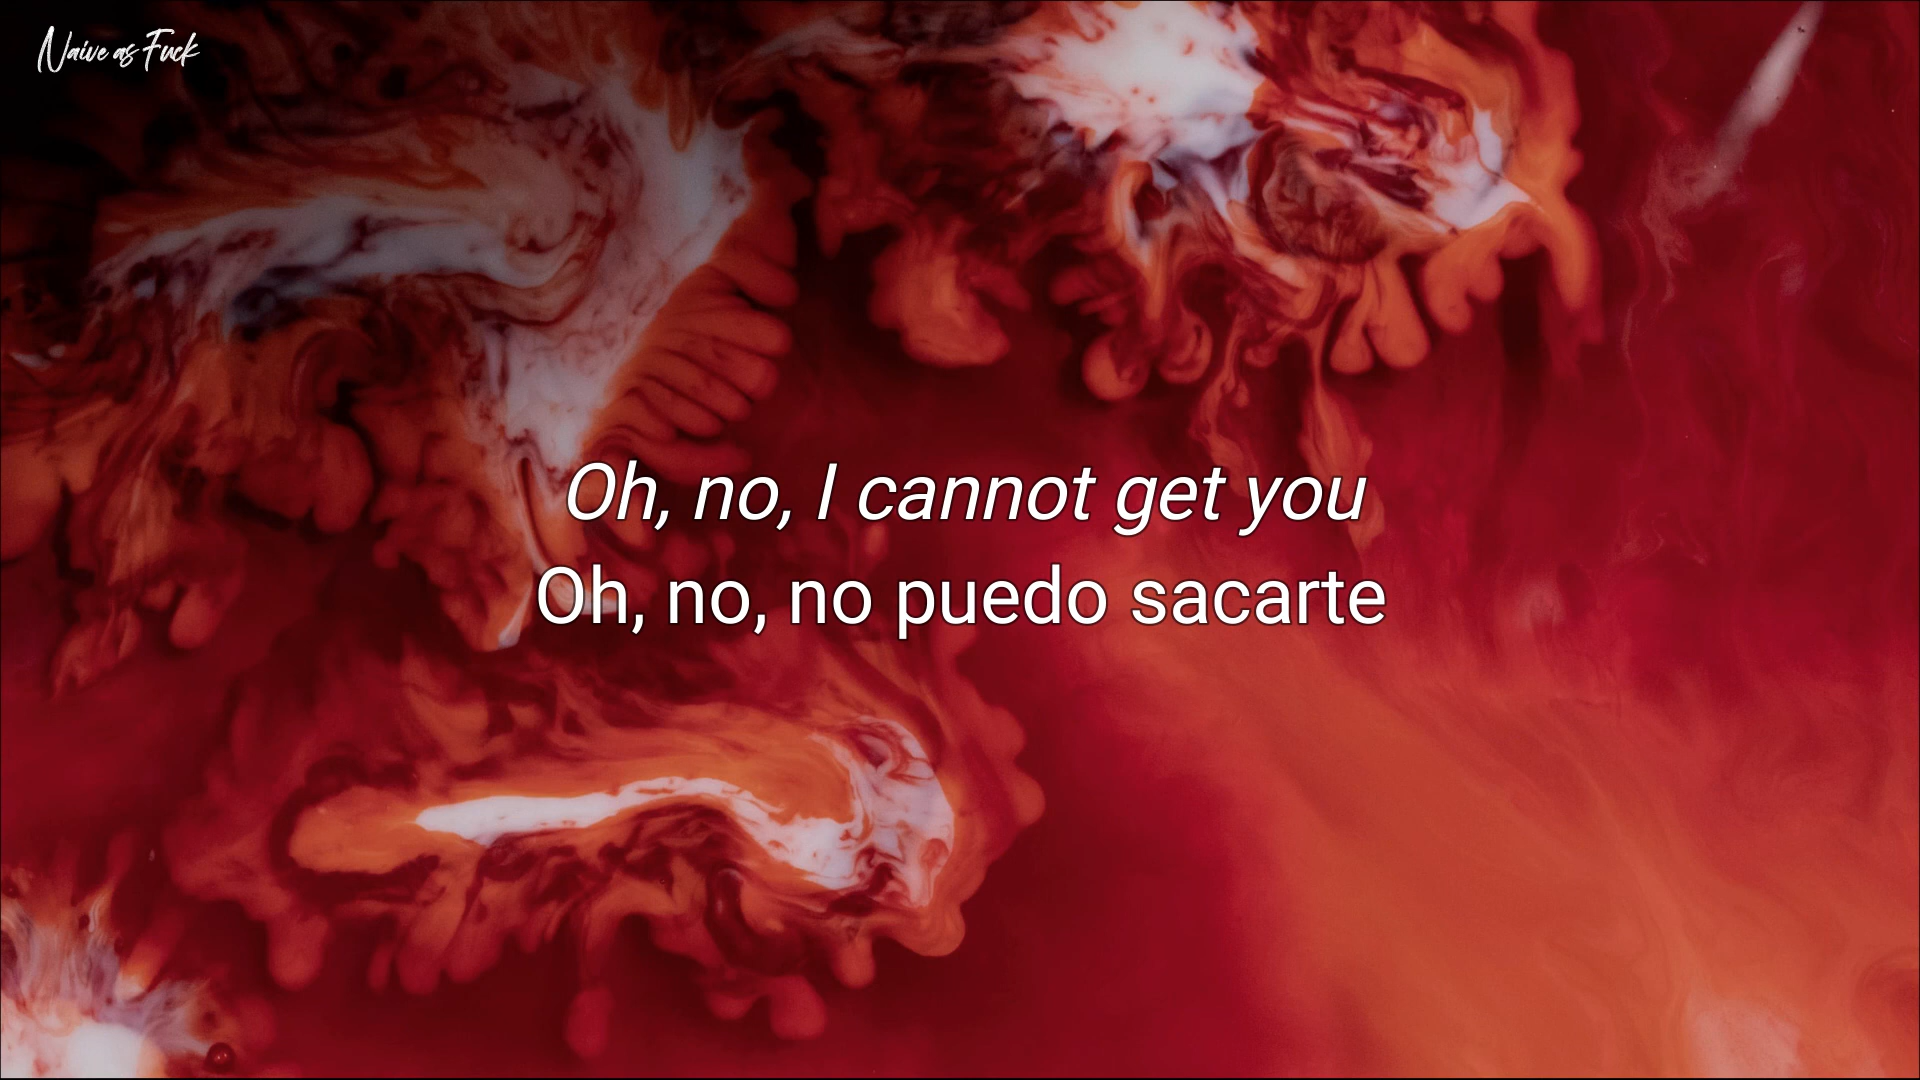 Naive as Fuck
Oh, no, I cannot get you
Oh, no, no puedo sacarte